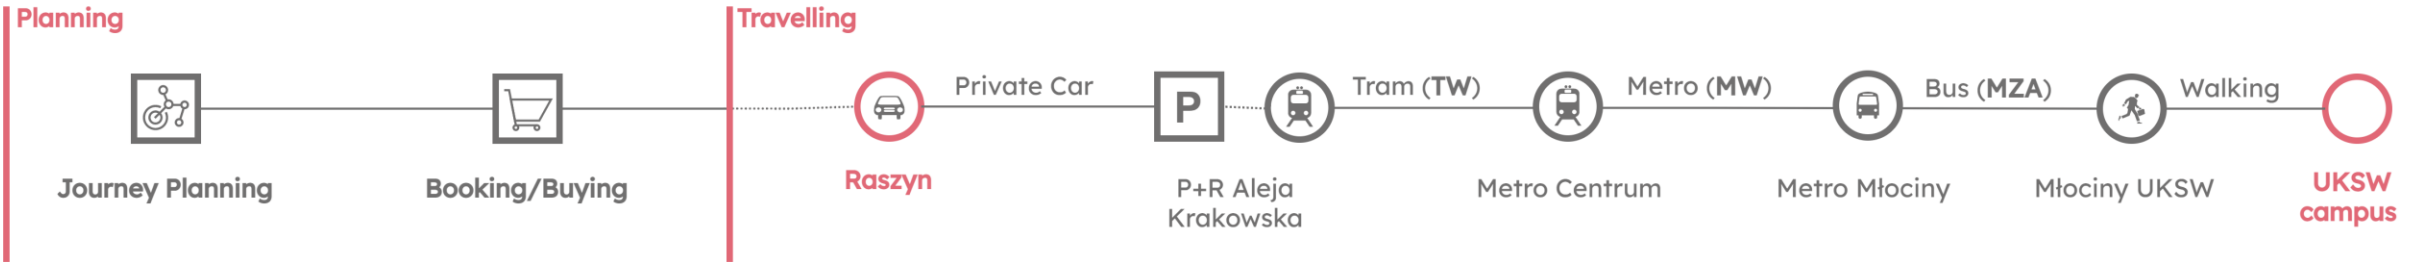 Planning
Travelling
Private Car
Tram (TW)
Metro (MW)
Bus (MZA)
Walking
P
Journey Planning
Booking/Buying
Raszyn
P+R Aleja
Krakowska
Metro Centrum
Metro Młociny
Młociny UKSW
UKSW
campus